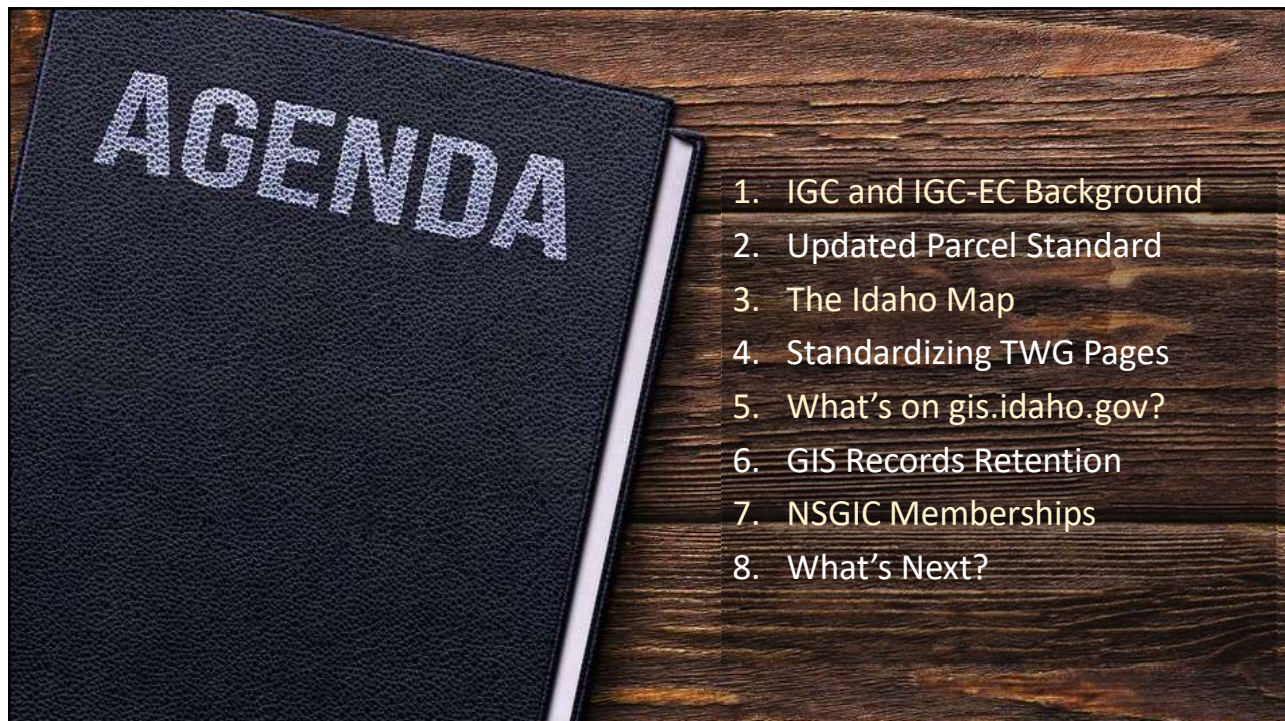 AGENDA
1. IGC and IGC-EC Background
2. Updated Parcel Standard
3. The Idaho Map
4. Standardizing TWG Pages
5. What’s on gis.idaho.gov?
6. GIS Records Retention
7. NSGIC Memberships
8. What’s Next?